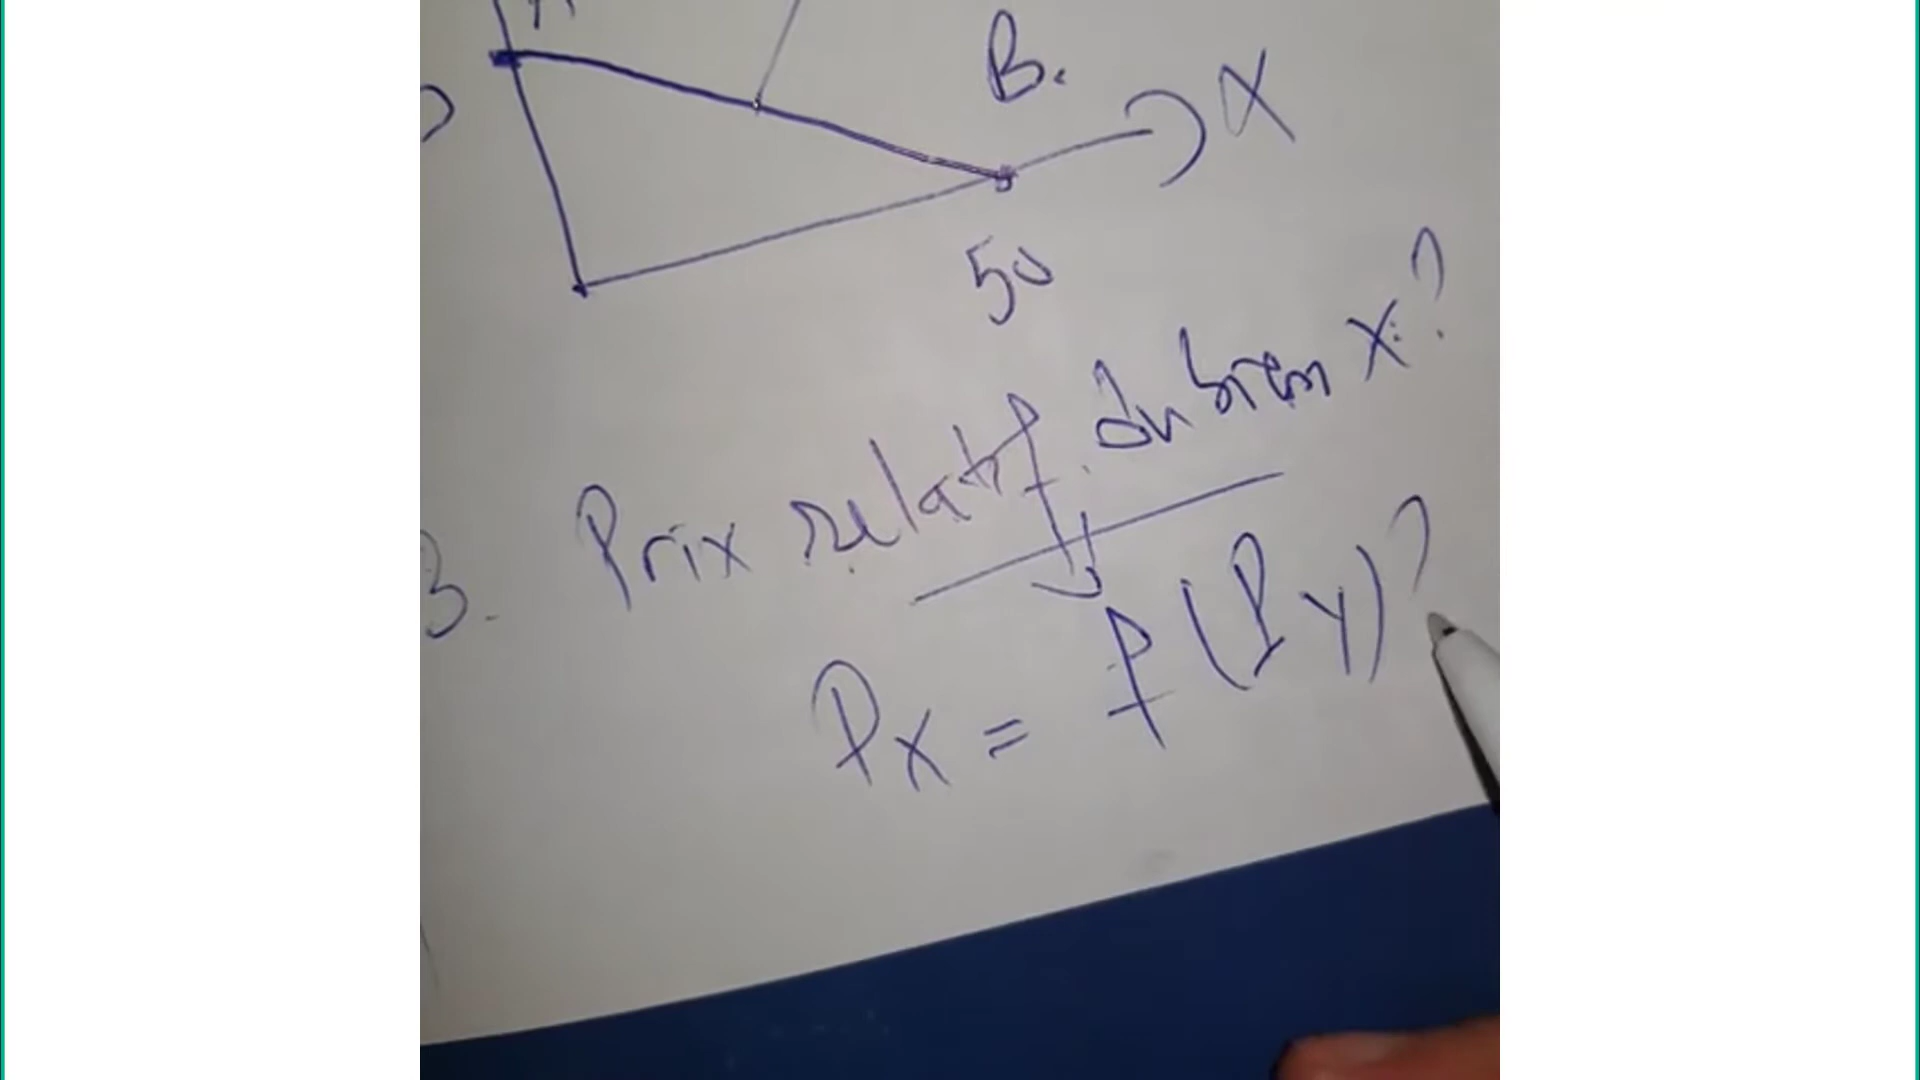 B.
X
50
3. Prix relatif du bien X?
Px = f (Py)?